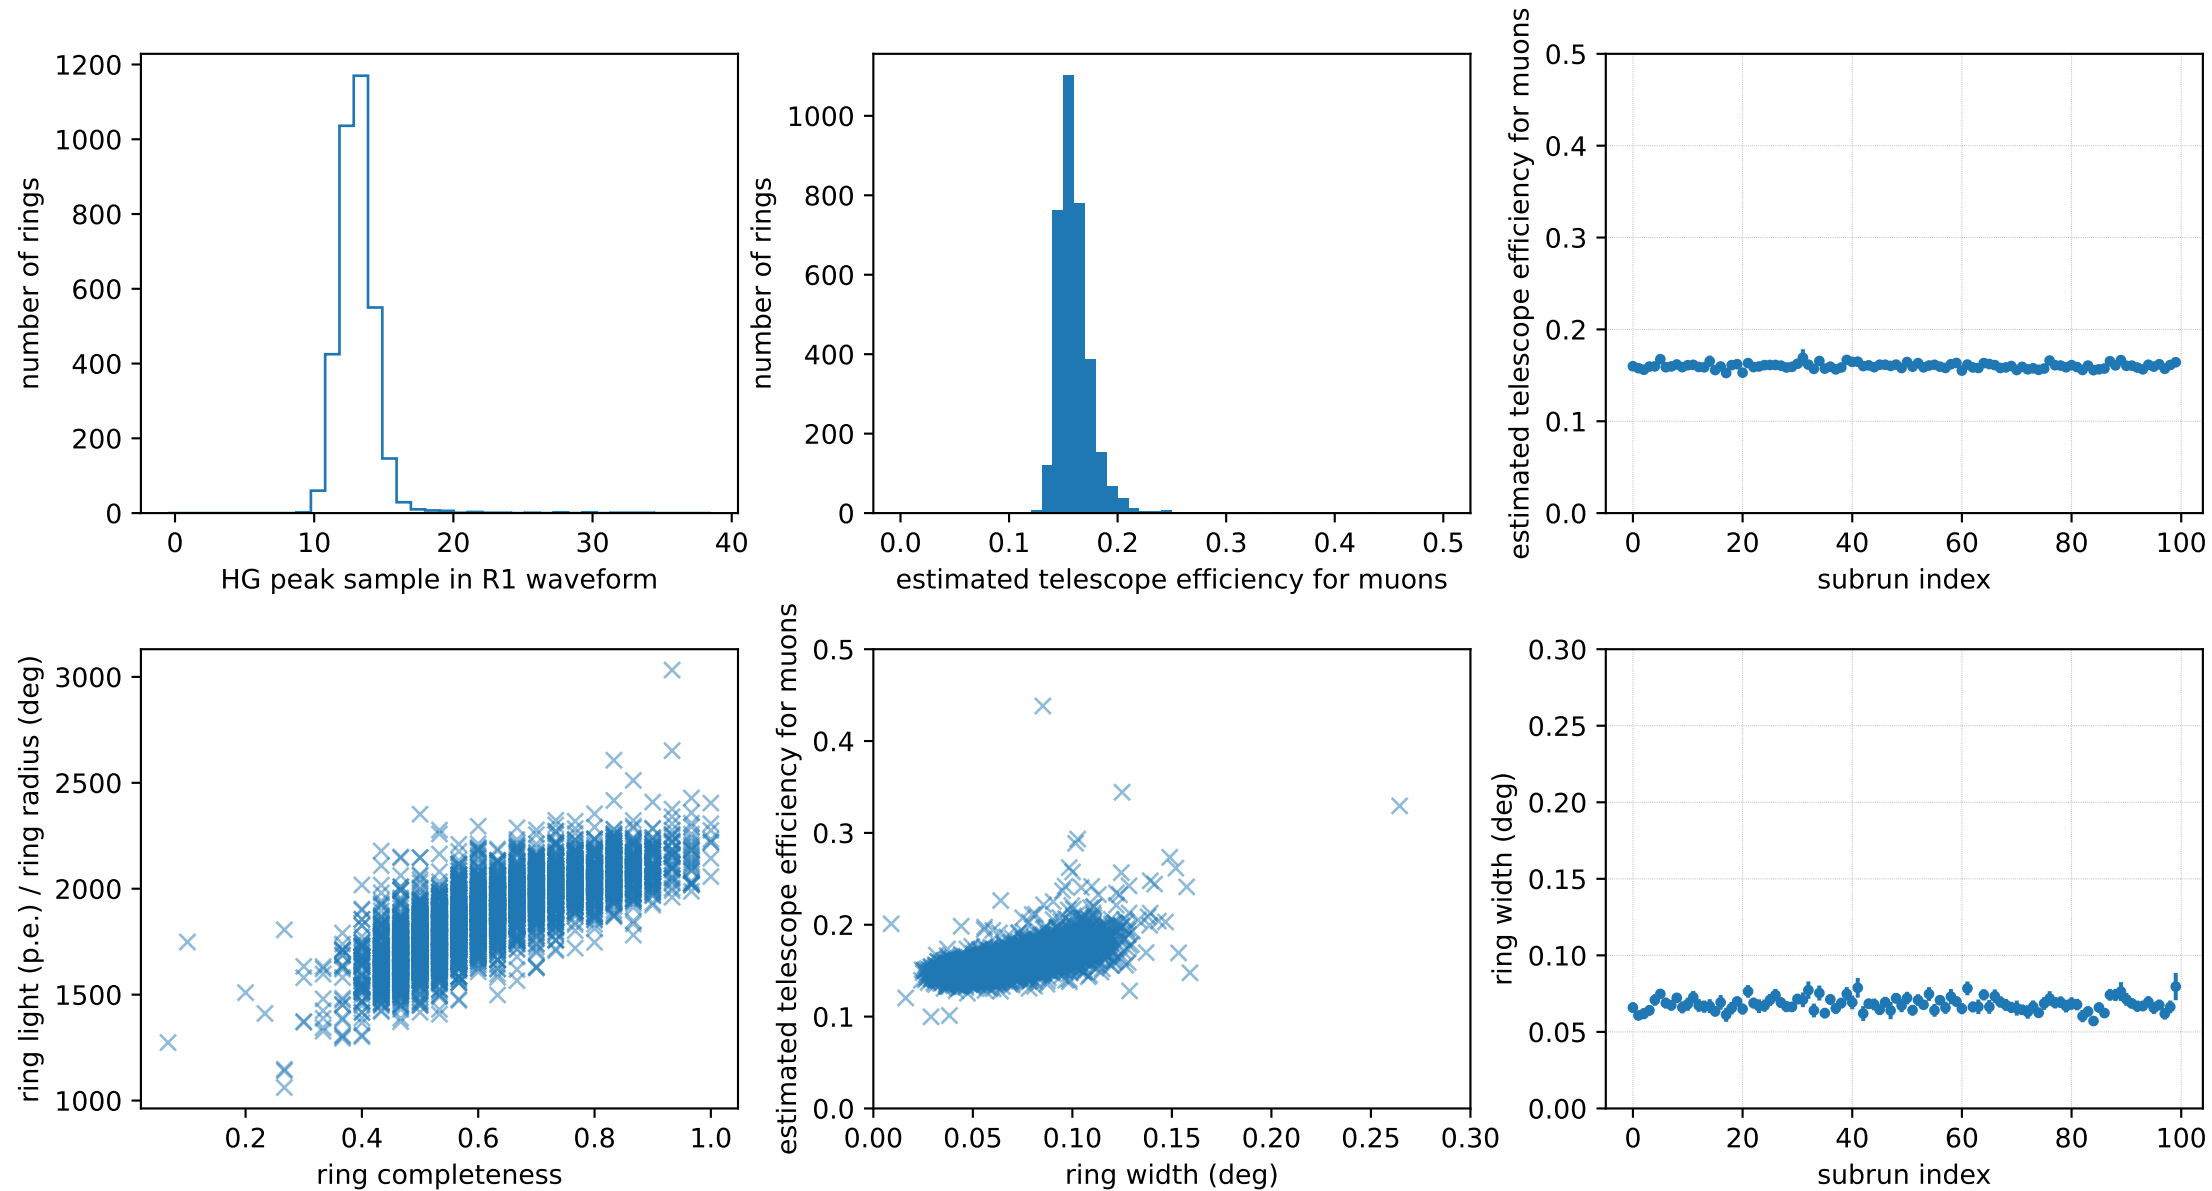 number of rings
1200
1000
800
600
400
200
0
0 10 20 30 40
HG peak sample in R1 waveform
number of rings
1000
800
600
400
200
0
0.0 0.1 0.2 0.3 0.4 0.5
estimated telescope efficiency for muons
estimated telescope efficiency for muons
0.5
0.4
0.3
0.2
0.1
0.0
0 20 40 60 80 100
subrun index
ring light (p.e.) / ring radius (deg)
3000
2500
2000
1500
1000
0.2 0.4 0.6 0.8 1.0
ring completeness
estimated telescope efficiency for muons
0.5
0.4
0.3
0.2
0.1
0.0
0.00 0.05 0.10 0.15 0.20 0.25 0.30
ring width (deg)
ring width (deg)
0.30
0.25
0.20
0.15
0.10
0.05
0.00
0 20 40 60 80 100
subrun index